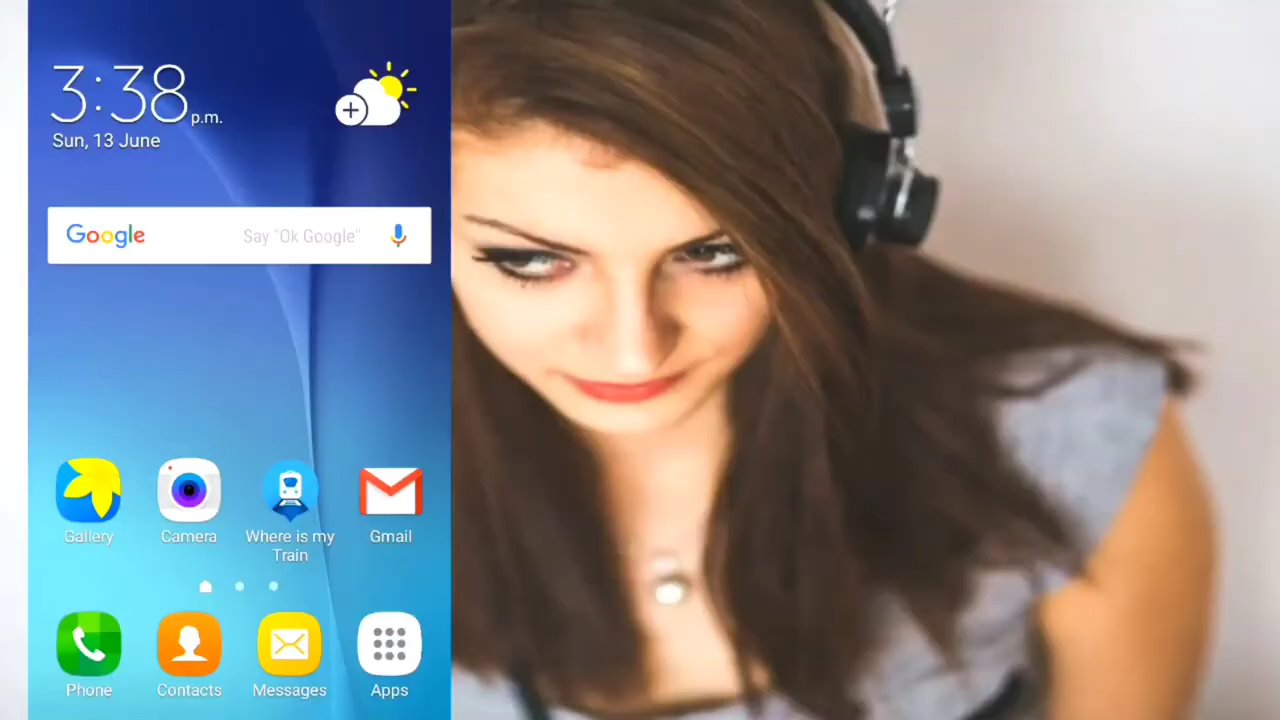 3:38 p.m.
Sun, 13 June
Google Say "Ok Google"
Gallery Camera Where is my Train Gmail
Phone Contacts Messages Apps